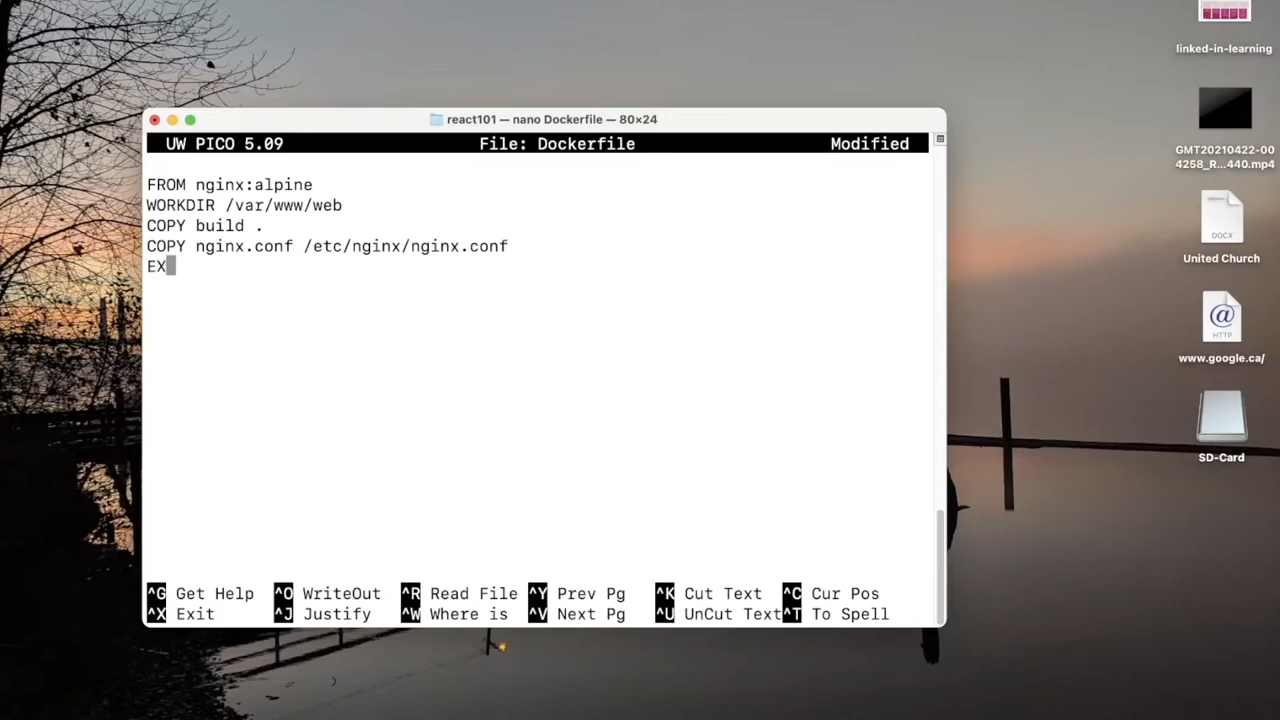 linked-in-learning
GMT20210422-00
4258_R...440.mp4
DOCX
United Church
HTTP
www.google.ca/
SD-Card
react101 — nano Dockerfile — 80×24
UW PICO 5.09 File: Dockerfile Modified
FROM nginx:alpine
WORKDIR /var/www/web
COPY build .
COPY nginx.conf /etc/nginx/nginx.conf
EX
^G Get Help ^O WriteOut ^R Read File ^Y Prev Pg ^K Cut Text ^C Cur Pos
^X Exit ^J Justify ^W Where is ^V Next Pg ^U UnCut Text ^T To Spell